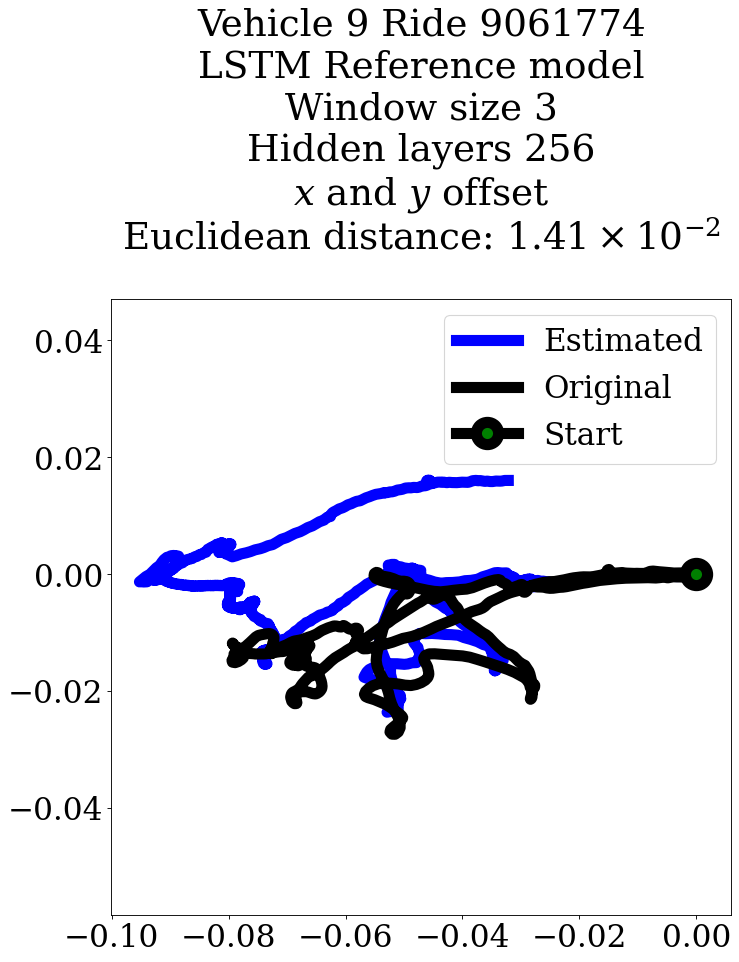 Vehicle 9 Ride 9061774
LSTM Reference model
Window size 3
Hidden layers 256
x and y offset
Euclidean distance: 1.41 × 10⁻²
Estimated
Original
Start
0.04
0.02
0.00
−0.02
−0.04
−0.10 −0.08 −0.06 −0.04 −0.02 0.00